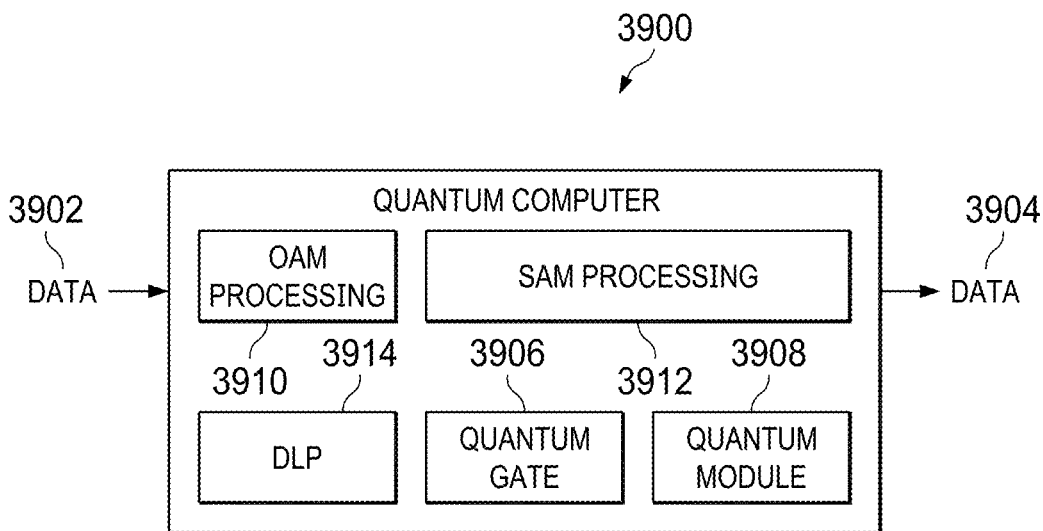 3900
QUANTUM COMPUTER
3902
3904
DATA
OAM
PROCESSING
SAM PROCESSING
DATA
3910
3914
3906
3912
3908
DLP
QUANTUM
GATE
QUANTUM
MODULE